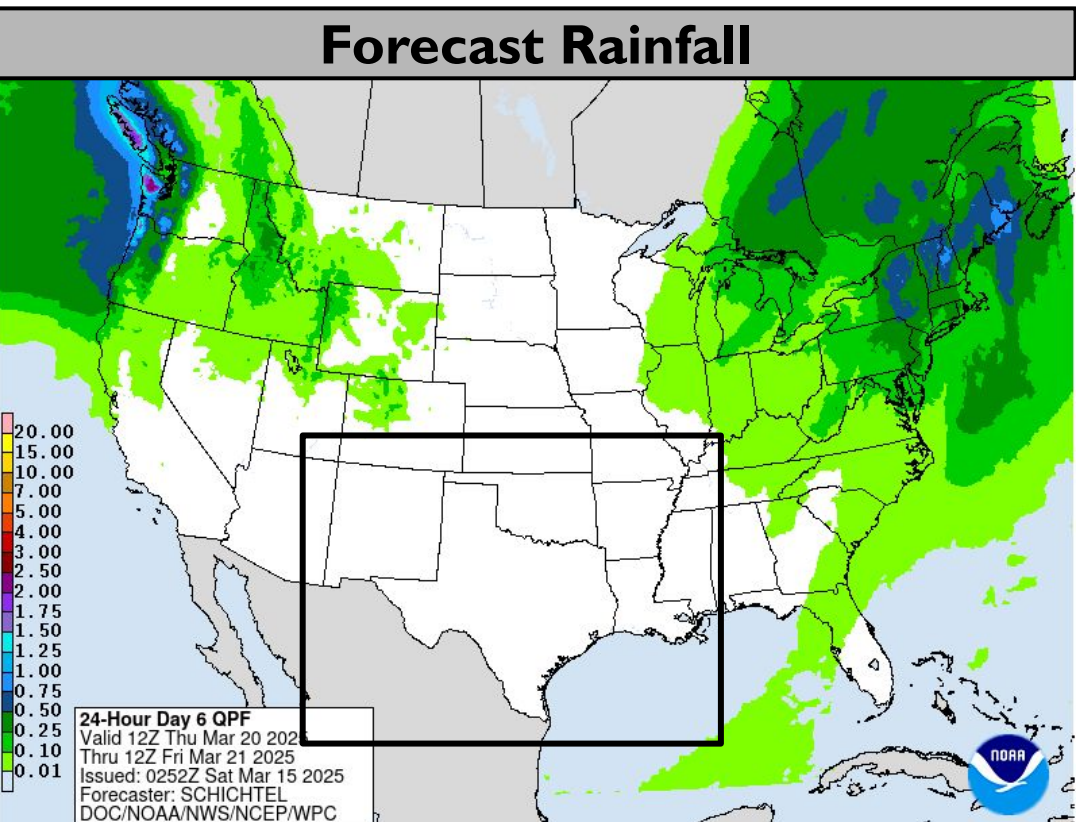 Forecast Rainfall
20.00
15.00
10.00
7.00
5.00
4.00
3.00
2.50
2.00
1.75
1.50
1.25
1.00
0.75
0.50
0.25
0.10
0.01
24-Hour Day 6 QPF
Valid 12Z Thu Mar 20 2025
Thru 12Z Fri Mar 21 2025
Issued: 0252Z Sat Mar 15 2025
Forecaster: SCHICHTEL
DOC/NOAA/NWS/NCEP/WPC
NOAA